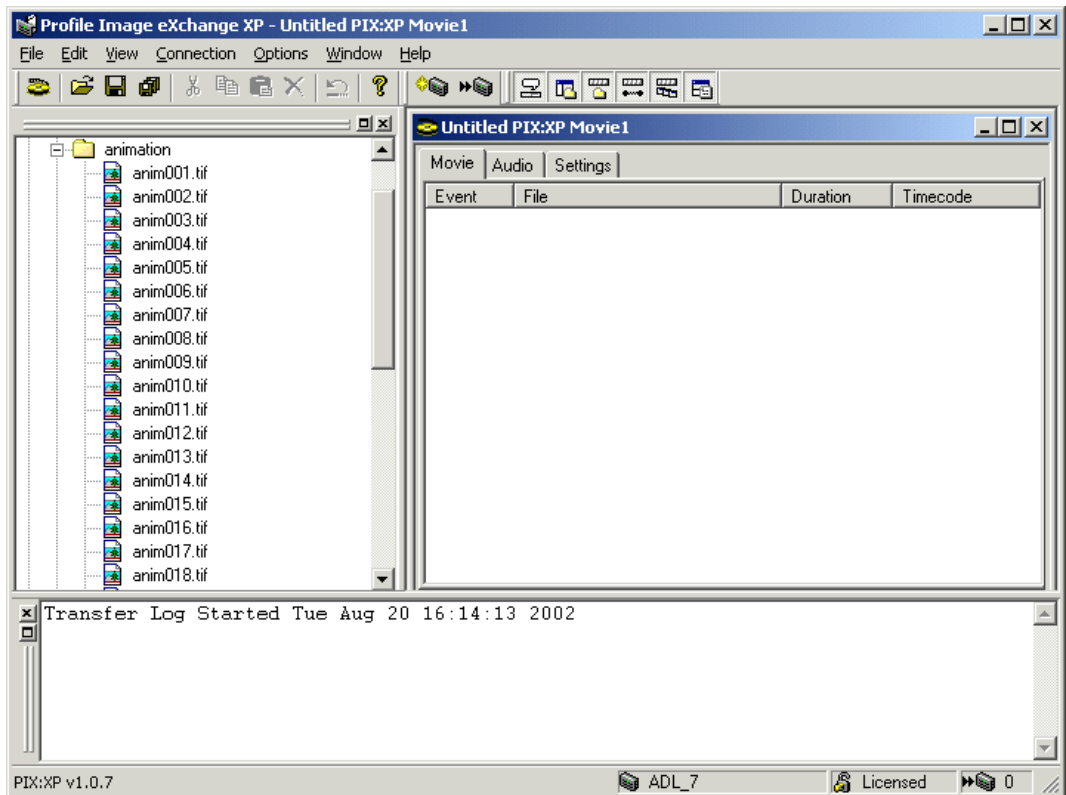 Profile Image eXchange XP - Untitled PIX:XP Movie1
File Edit View Connection Options Window Help
animation
anim001.tif
anim002.tif
anim003.tif
anim004.tif
anim005.tif
anim006.tif
anim007.tif
anim008.tif
anim009.tif
anim010.tif
anim011.tif
anim012.tif
anim013.tif
anim014.tif
anim015.tif
anim016.tif
anim017.tif
anim018.tif
Untitled PIX:XP Movie1
Movie Audio Settings
Event File Duration Timecode
Transfer Log Started Tue Aug 20 16:14:13 2002
PIX:XP v1.0.7 ADL_7 Licensed 0